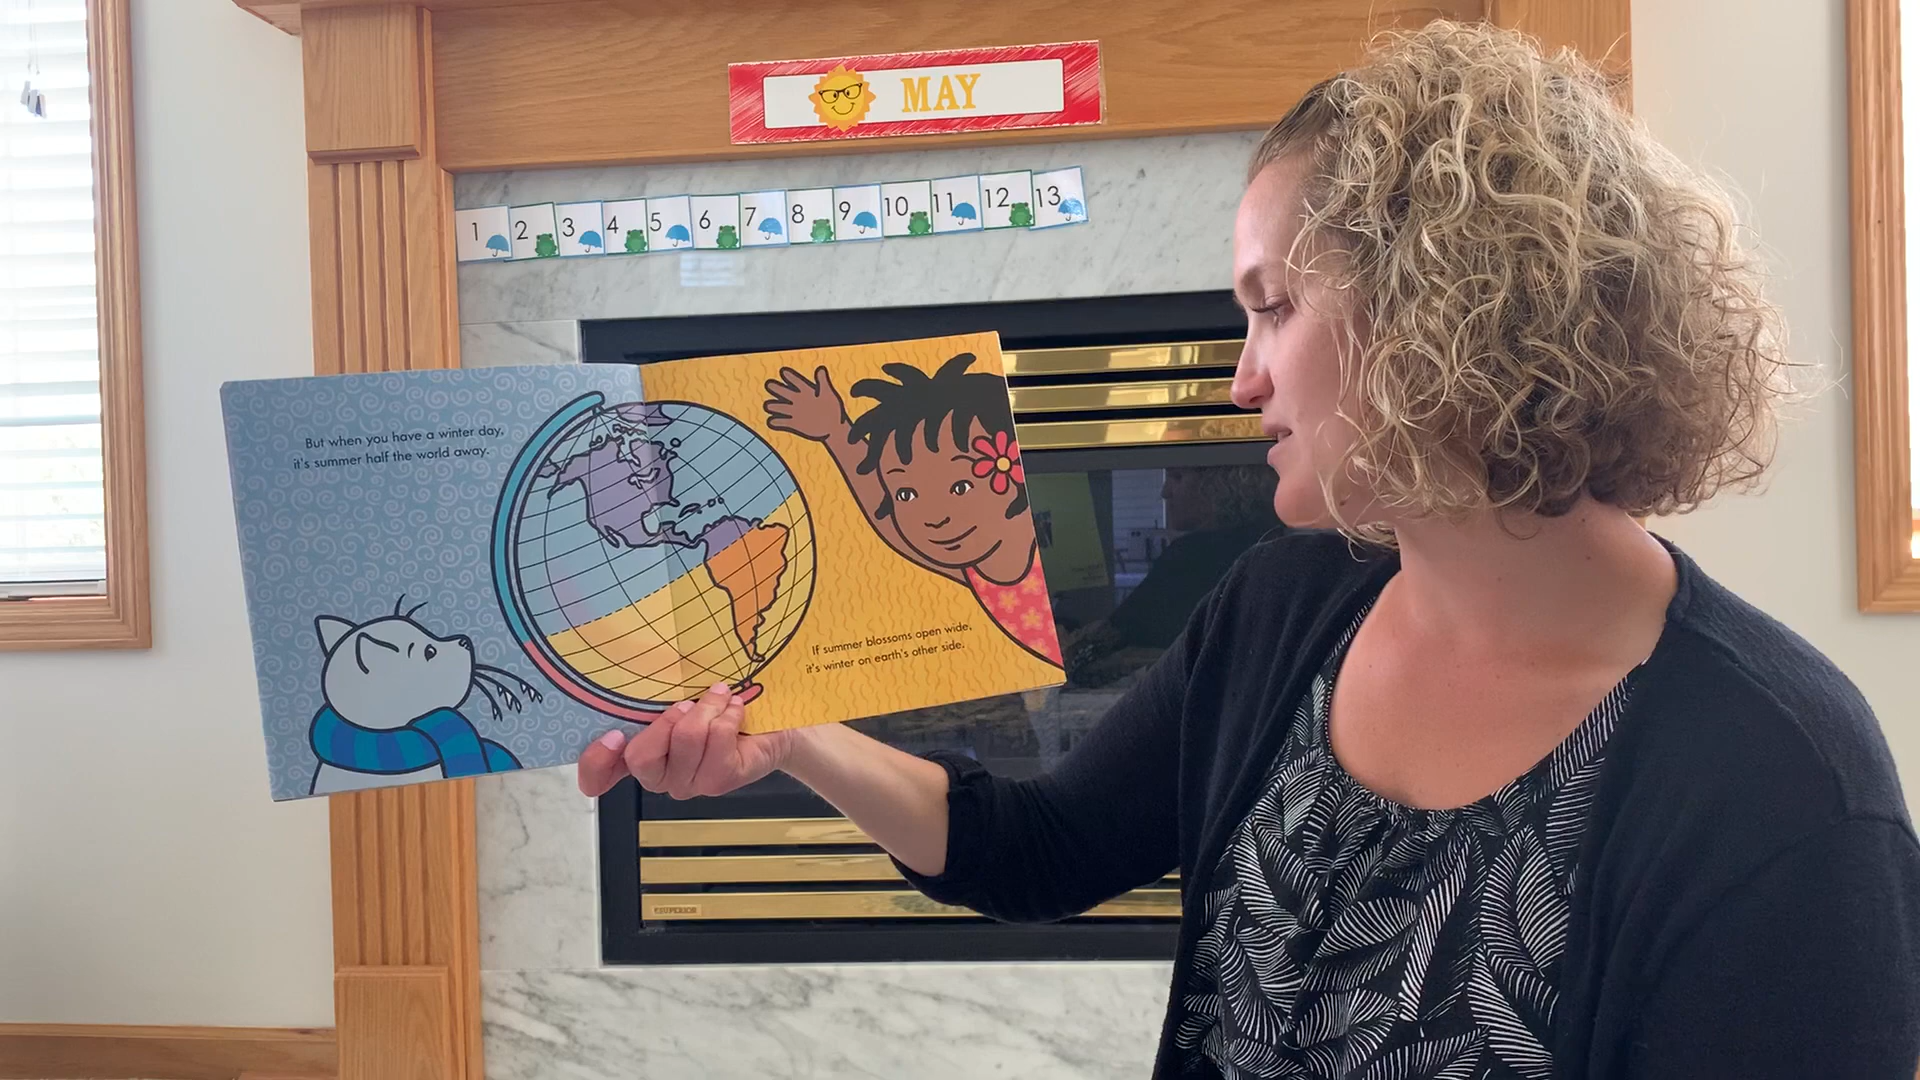 MAY
1 2 3 4 5 6 7 8 9 10 11 12 13
But when you have a winter day,
it's summer half the world away.
If summer blossoms open wide,
it's winter on earth's other side.
SUPERIOR